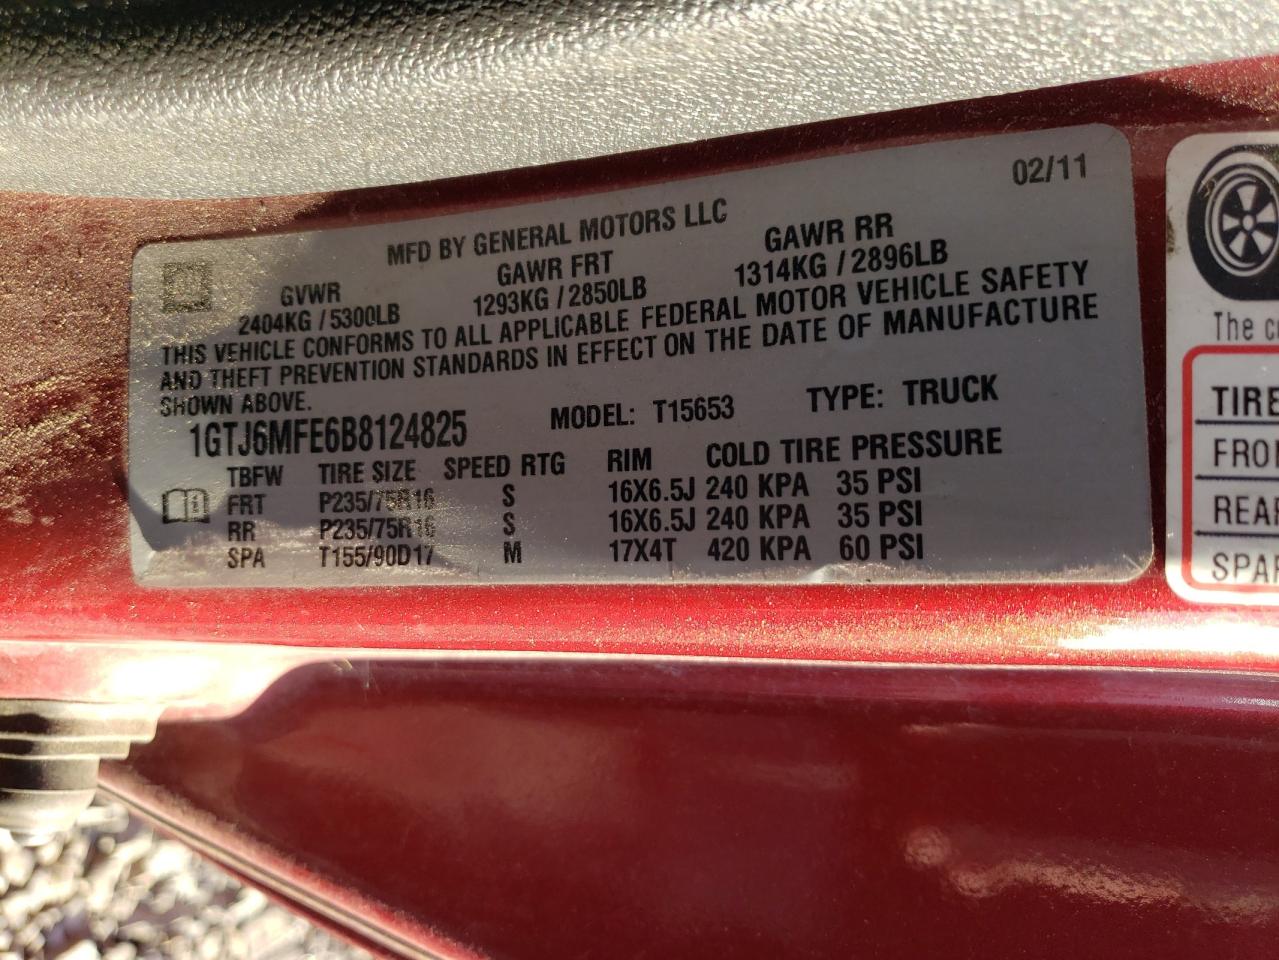 02/11
MFD BY GENERAL MOTORS LLC
GVWR GAWR FRT GAWR RR
2404KG / 5300LB 1293KG / 2850LB 1314KG / 2896LB
THIS VEHICLE CONFORMS TO ALL APPLICABLE FEDERAL MOTOR VEHICLE SAFETY
AND THEFT PREVENTION STANDARDS IN EFFECT ON THE DATE OF MANUFACTURE
SHOWN ABOVE.
1GTJ6MFE6B8124825 MODEL: T15653 TYPE: TRUCK
TBFW TIRE SIZE SPEED RTG RIM COLD TIRE PRESSURE
FRT P235/75R16 S 16X6.5J 240 KPA 35 PSI
RR P235/75R16 S 16X6.5J 240 KPA 35 PSI
SPA T155/90D17 M 17X4T 420 KPA 60 PSI
The
TIRE